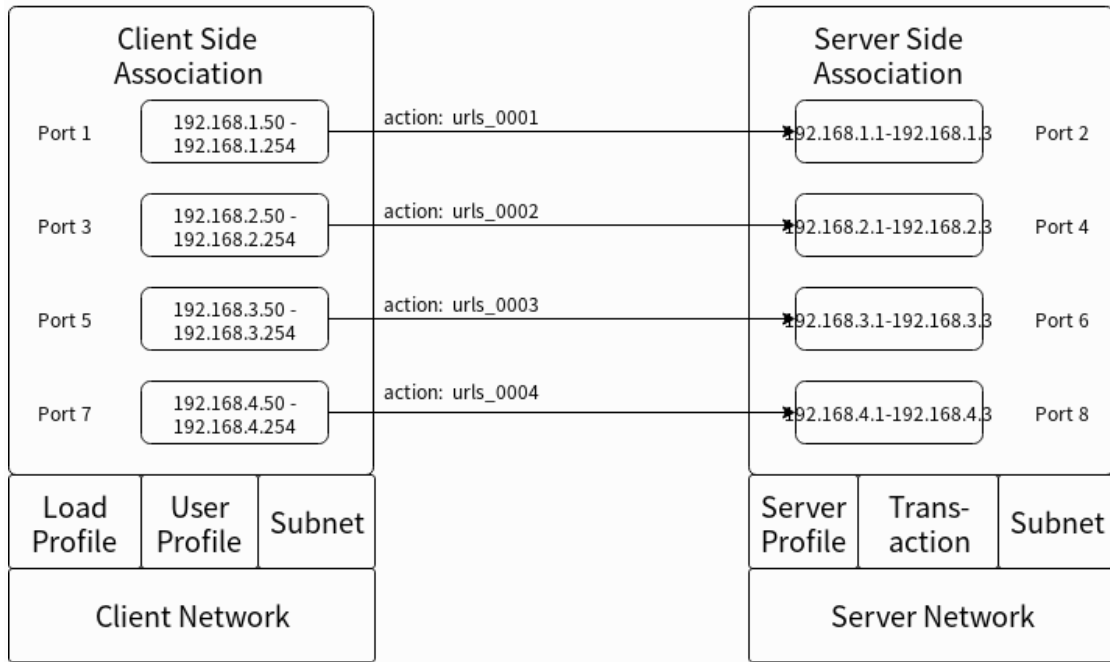 Client Side
Association
Server Side
Association
Port 1
192.168.1.50 -
192.168.1.254
action: urls_0001
192.168.1.1-192.168.1.3
Port 2
Port 3
192.168.2.50 -
192.168.2.254
action: urls_0002
192.168.2.1-192.168.2.3
Port 4
Port 5
192.168.3.50 -
192.168.3.254
action: urls_0003
192.168.3.1-192.168.3.3
Port 6
Port 7
192.168.4.50 -
192.168.4.254
action: urls_0004
192.168.4.1-192.168.4.3
Port 8
Load
Profile
User
Profile
Subnet
Server
Profile
Trans-
action
Subnet
Client Network
Server Network